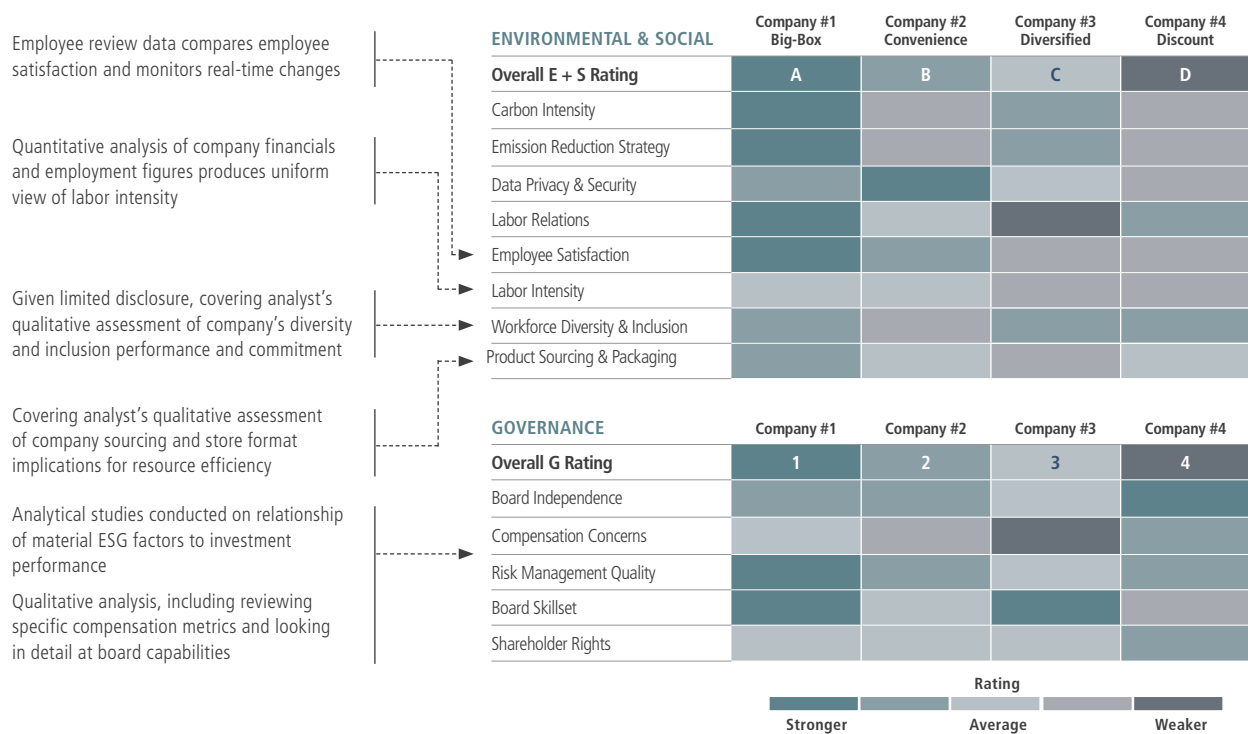 Employee review data compares employee
satisfaction and monitors real-time changes
Quantitative analysis of company financials
and employment figures produces uniform
view of labor intensity
Given limited disclosure, covering analyst's
qualitative assessment of company's diversity
and inclusion performance and commitment
Covering analyst's qualitative assessment
of company sourcing and store format
implications for resource efficiency
Analytical studies conducted on relationship
of material ESG factors to investment
performance
Qualitative analysis, including reviewing
specific compensation metrics and looking
in detail at board capabilities
Company #1 Company #2 Company #3 Company #4
ENVIRONMENTAL & SOCIAL Big-Box Convenience Diversified Discount
Overall E + S Rating A B C D
Carbon Intensity
Emission Reduction Strategy
Data Privacy & Security
Labor Relations
Employee Satisfaction
Labor Intensity
Workforce Diversity & Inclusion
Product Sourcing & Packaging
GOVERNANCE Company #1 Company #2 Company #3 Company #4
Overall G Rating 1 2 3 4
Board Independence
Compensation Concerns
Risk Management Quality
Board Skillset
Shareholder Rights
Rating
Stronger Average Weaker